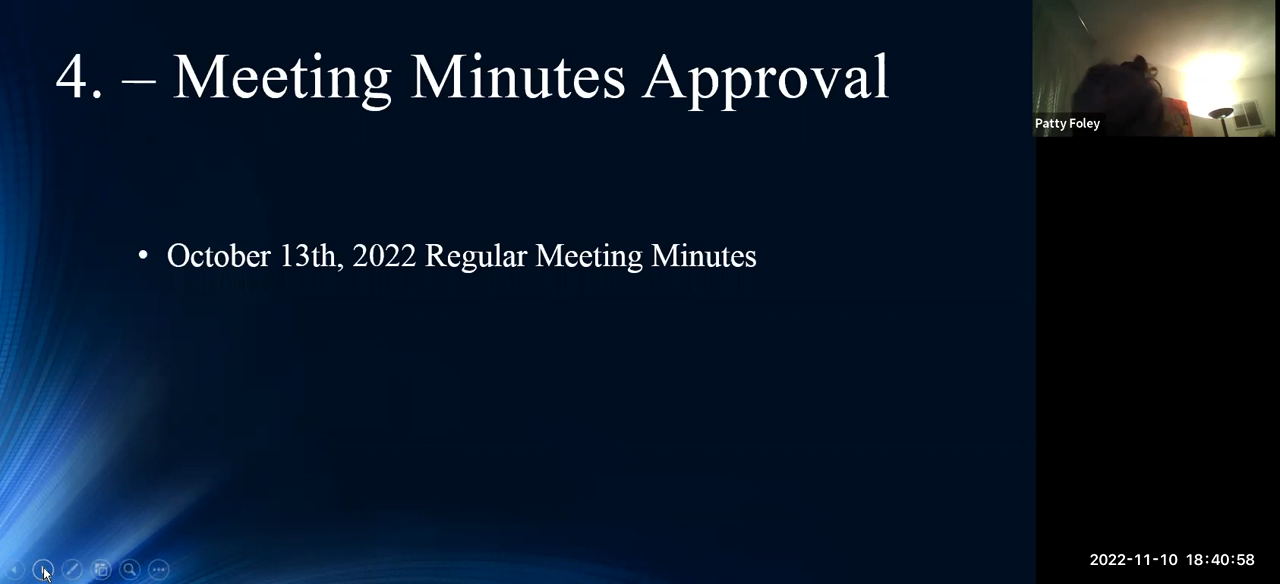 4. – Meeting Minutes Approval
• October 13th, 2022 Regular Meeting Minutes
Patty Foley
2022-11-10 18:40:58